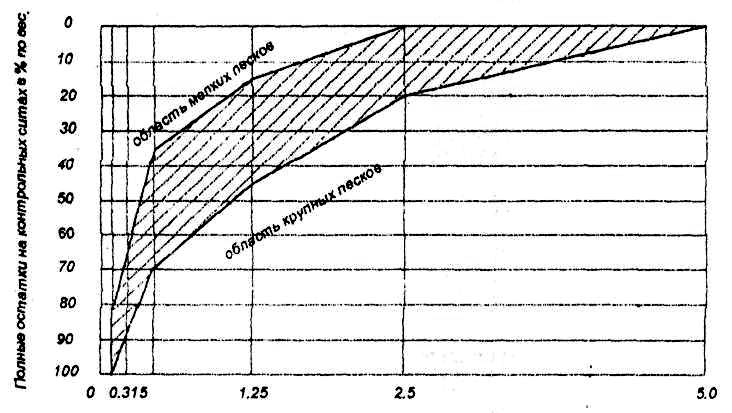 Полные остатки на контрольных ситах в % по вес.
0
10
20
30
40
50
60
70
80
90
100
область мелких песков
область крупных песков
0 0.315 1.25 2.5 5.0